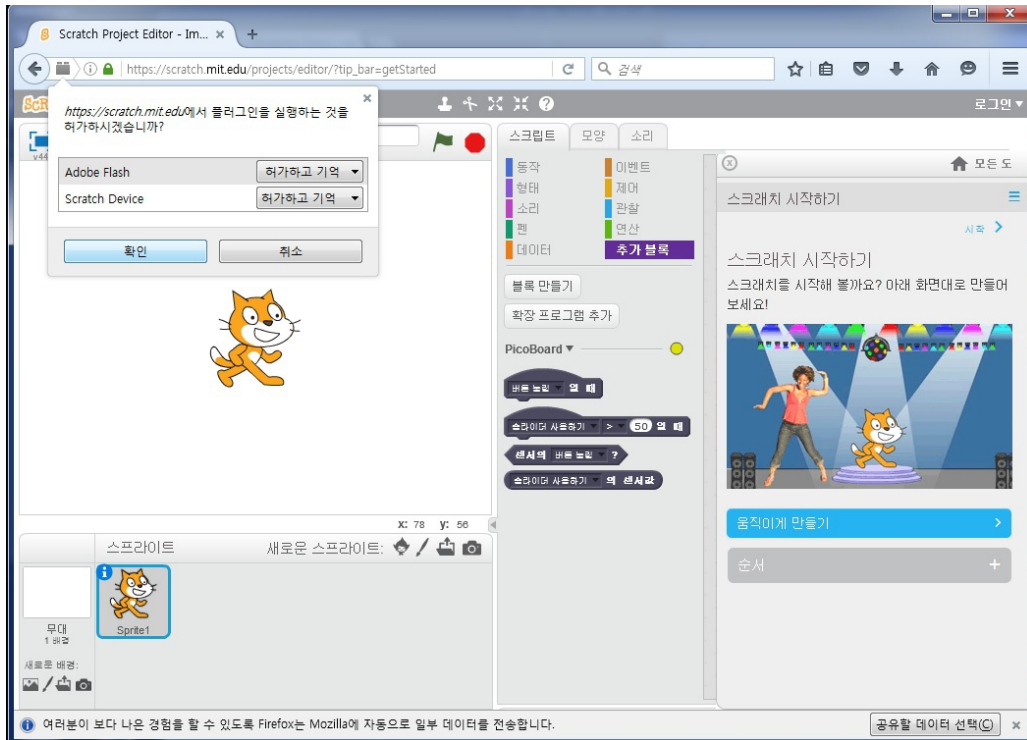 Scratch Project Editor - Im...
https://scratch.mit.edu/projects/editor/?tip_bar=getStarted
검색
https://scratch.mit.edu에서 플러그인을 실행하는 것을
허가하시겠습니까?
Adobe Flash
허가하고 기억
Scratch Device
허가하고 기억
확인
취소
로그인
스크립트
모양
소리
동작
이벤트
형태
제어
소리
관찰
펜
연산
데이터
추가 블록
블록 만들기
확장 프로그램 추가
PicoBoard
버튼 눌림 일 때
슬라이더 사용하기 > 50 일 때
센서의 버튼 눌림 ?
슬라이더 사용하기 의 센서값
모든 도
스크래치 시작하기
시작
스크래치 시작하기
스크래치를 시작해 볼까요? 아래 화면대로 만들어
보세요!
움직이게 만들기
순서
x: 78 y: 56
스프라이트
새로운 스프라이트:
무대
1 배경
Sprite1
새로운 배경:
여러분이 보다 나은 경험을 할 수 있도록 Firefox는 Mozilla에 자동으로 일부 데이터를 전송합니다.
공유할 데이터 선택(C)